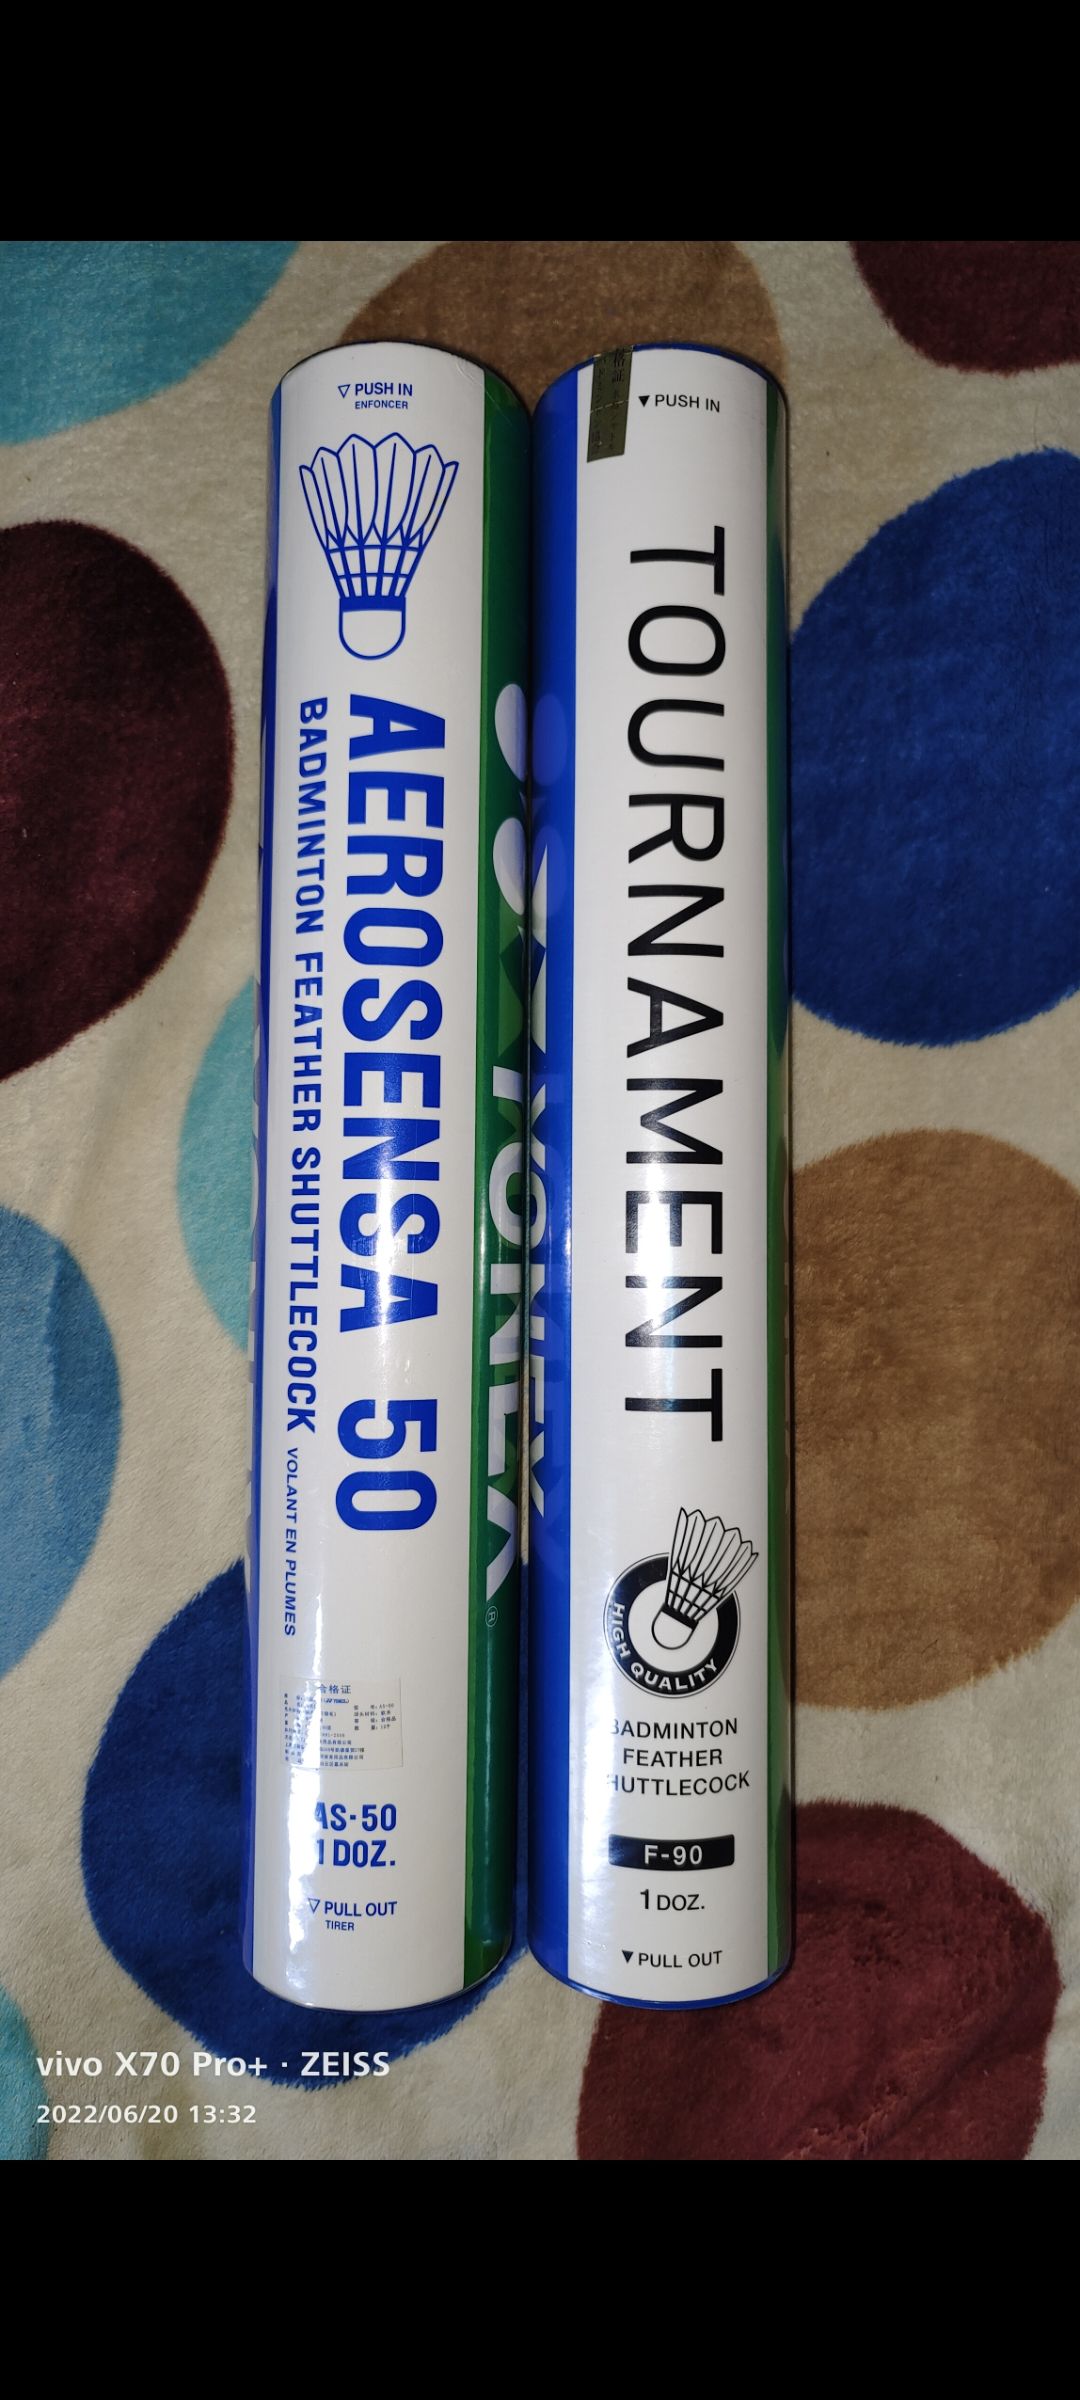 ▽ PUSH IN
ENFONCER
AEROSENSA 50
BADMINTON FEATHER SHUTTLECOCK VOLANT EN PLUMES
YONEX®
合格证
AS-50
1 DOZ.
▽ PULL OUT
TIRER
▼ PUSH IN
TOURNAMENT
HIGH QUALITY
BADMINTON
FEATHER
HUTTLECOCK
F-90
1 DOZ.
▼ PULL OUT
vivo X70 Pro+ · ZEISS
2022/06/20 13:32